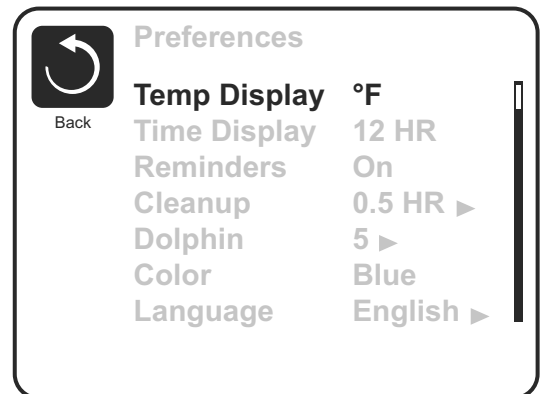 Preferences
Back
Temp Display °F
Time Display 12 HR
Reminders On
Cleanup 0.5 HR ▶
Dolphin 5 ▶
Color Blue
Language English ▶